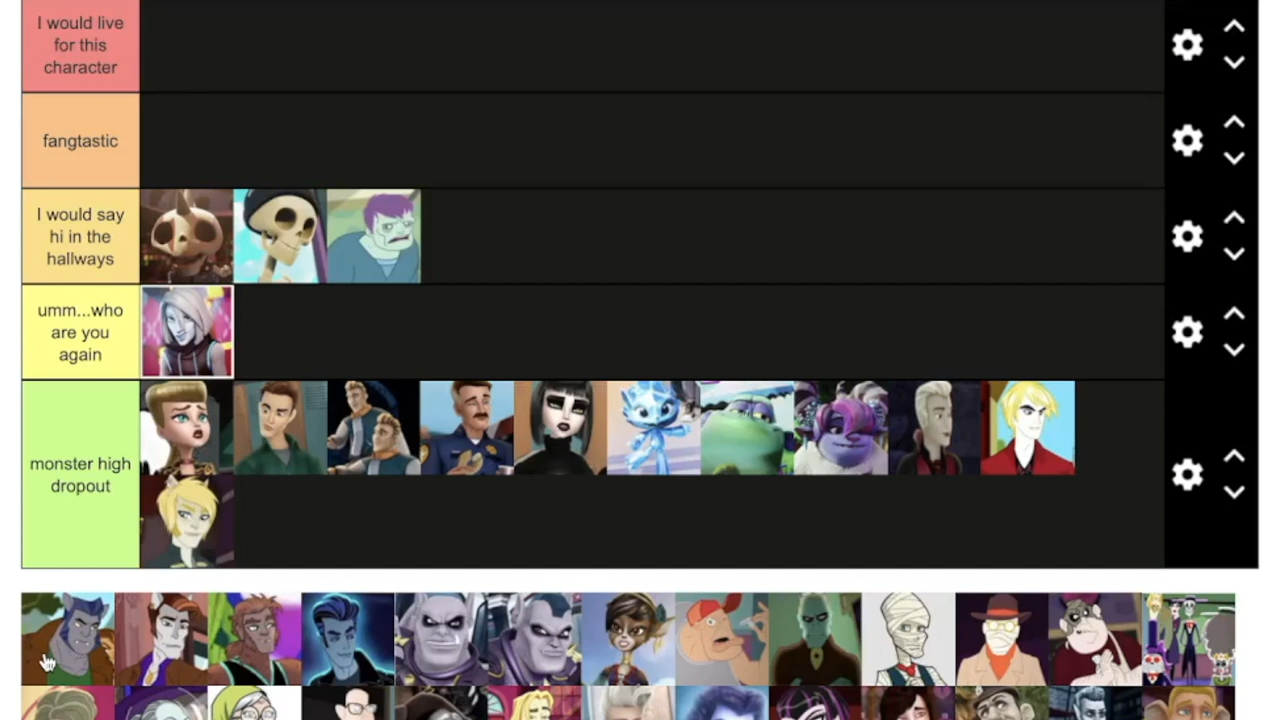 I would live
for this
character
fangtastic
I would say
hi in the
hallways
umm...who
are you
again
monster high
dropout